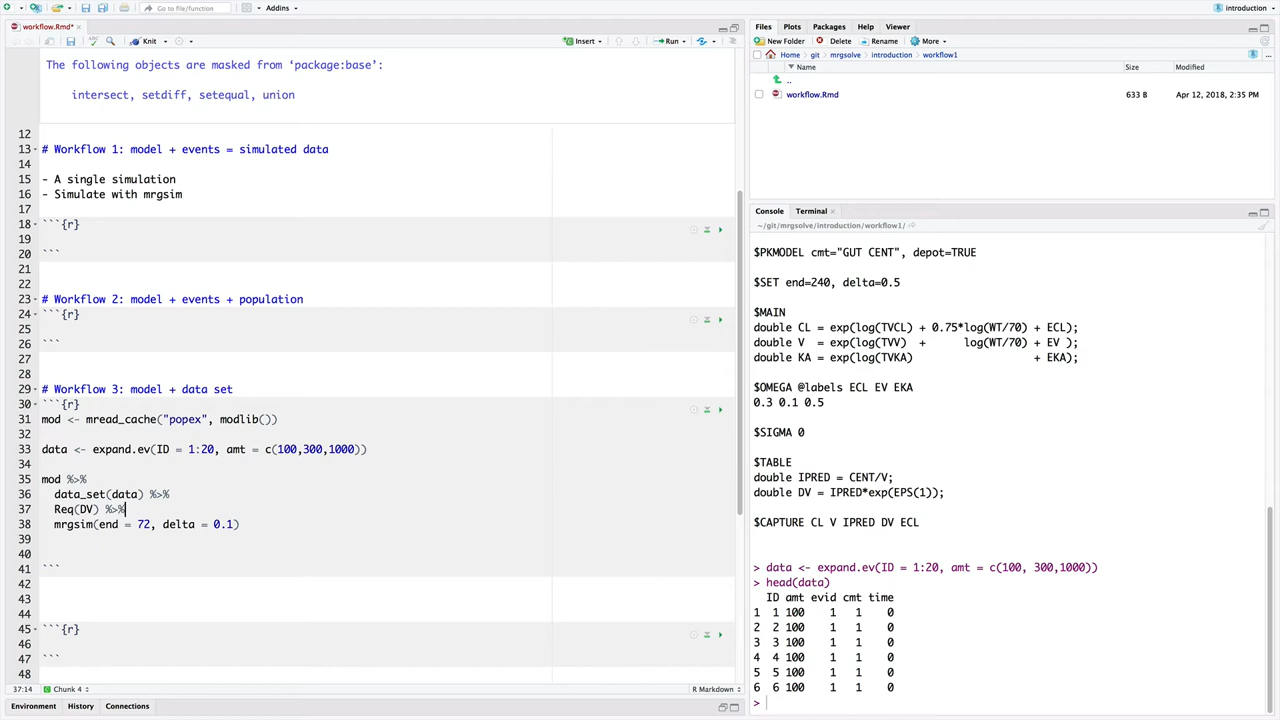 Go to file/function
Addins
introduction
workflow.Rmd*
Knit
Insert
Run
The following objects are masked from ‘package:base’:
intersect, setdiff, setequal, union
12
13 # Workflow 1: model + events = simulated data
14
15 - A single simulation
16 - Simulate with mrgsim
17
18 ```{r}
19
20 ```
21
22
23 # Workflow 2: model + events + population
24 ```{r}
25
26 ```
27
28
29 # Workflow 3: model + data set
30 ```{r}
31 mod <- mread_cache("popex", modlib())
32
33 data <- expand.ev(ID = 1:20, amt = c(100,300,1000))
34
35 mod %>%
36 data_set(data) %>%
37 Req(DV) %>%
38 mrgsim(end = 72, delta = 0.1)
39
40
41 ```
42
43
44
45 ```{r}
46
47 ```
48
37:14 Chunk 4 R Markdown
Environment History Connections
Files Plots Packages Help Viewer
New Folder Delete Rename More
Home git mrgsolve introduction workflow1 ...
Name Size Modified
..
workflow.Rmd 633 B Apr 12, 2018, 2:35 PM
Console Terminal
~/git/mrgsolve/introduction/workflow1/
$PKMODEL cmt="GUT CENT", depot=TRUE
$SET end=240, delta=0.5
$MAIN
double CL = exp(log(TVCL) + 0.75*log(WT/70) + ECL);
double V = exp(log(TVV) + log(WT/70) + EV );
double KA = exp(log(TVKA) + EKA);
$OMEGA @labels ECL EV EKA
0.3 0.1 0.5
$SIGMA 0
$TABLE
double IPRED = CENT/V;
double DV = IPRED*exp(EPS(1));
$CAPTURE CL V IPRED DV ECL
> data <- expand.ev(ID = 1:20, amt = c(100, 300,1000))
> head(data)
ID amt evid cmt time
1 1 100 1 1 0
2 2 100 1 1 0
3 3 100 1 1 0
4 4 100 1 1 0
5 5 100 1 1 0
6 6 100 1 1 0
>